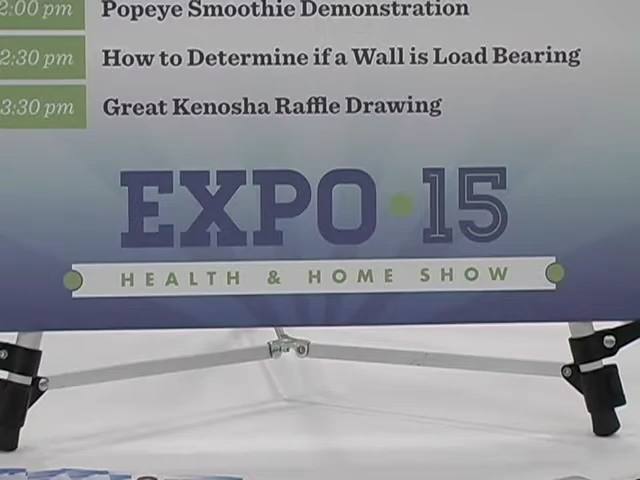 2:00 pm Popeye Smoothie Demonstration
2:30 pm How to Determine if a Wall is Load Bearing
3:30 pm Great Kenosha Raffle Drawing
EXPO · 15
HEALTH & HOME SHOW